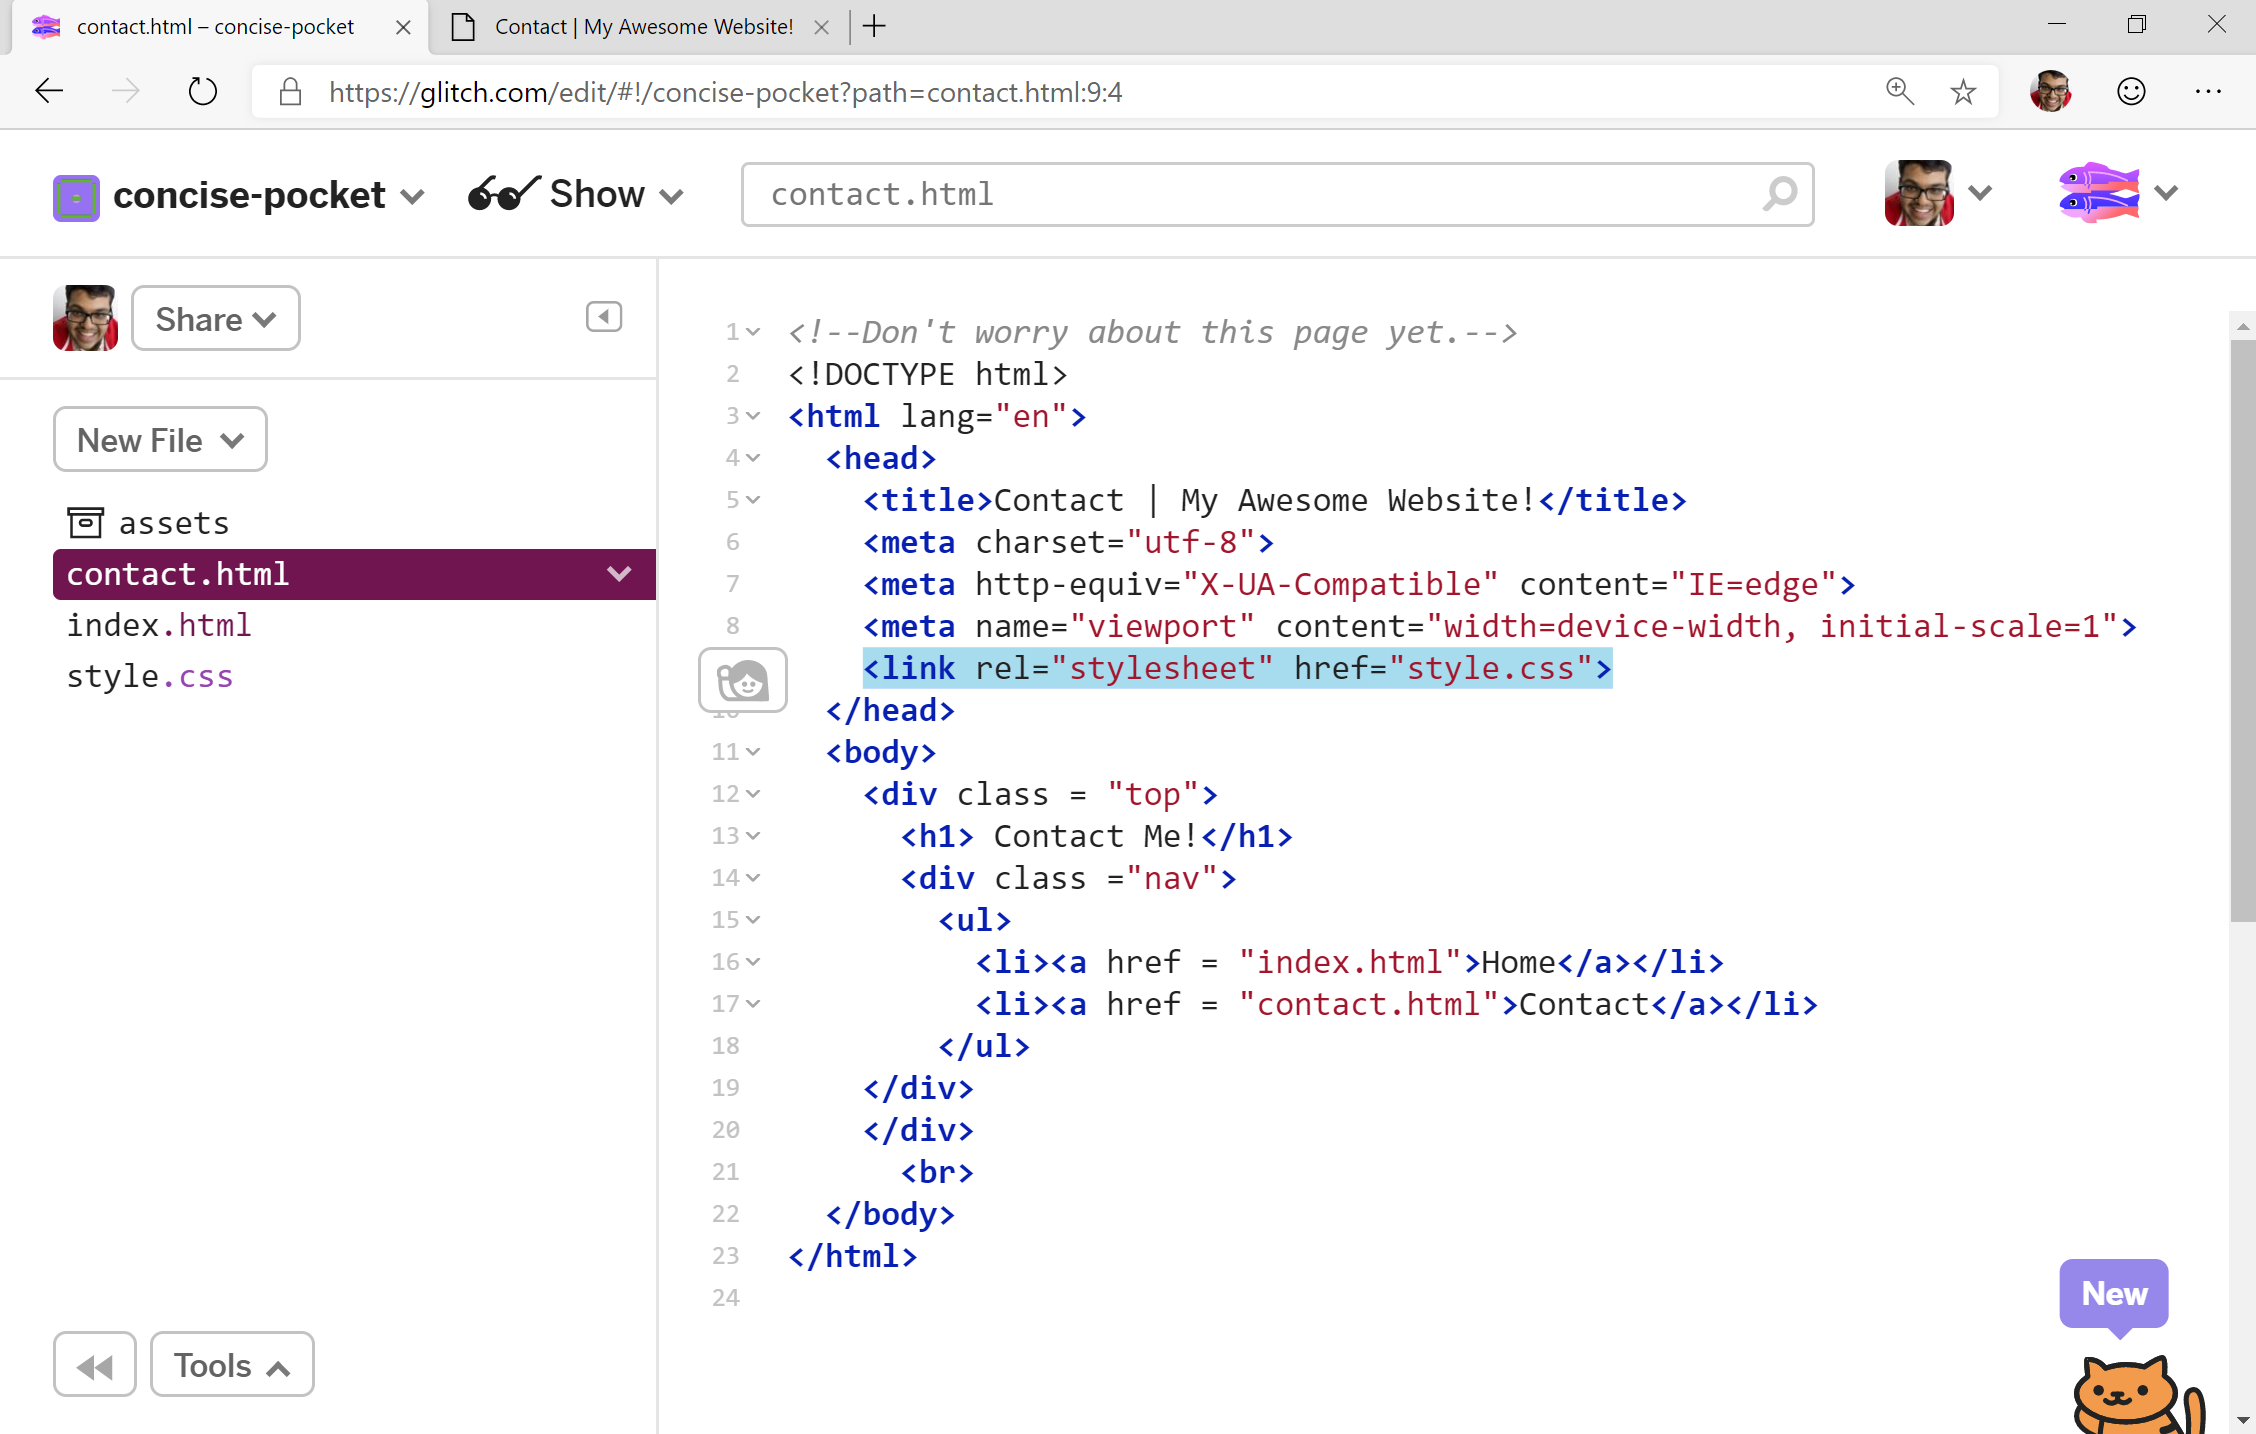 contact.html – concise-pocket
Contact | My Awesome Website!
https://glitch.com/edit/#!/concise-pocket?path=contact.html:9:4
concise-pocket
Show
contact.html
Share
New File
assets
contact.html
index.html
style.css
Tools
1 <!--Don't worry about this page yet.-->
2 <!DOCTYPE html>
3 <html lang="en">
4 <head>
5 <title>Contact | My Awesome Website!</title>
6 <meta charset="utf-8">
7 <meta http-equiv="X-UA-Compatible" content="IE=edge">
8 <meta name="viewport" content="width=device-width, initial-scale=1">
<link rel="stylesheet" href="style.css">
10 </head>
11 <body>
12 <div class = "top">
13 <h1> Contact Me!</h1>
14 <div class ="nav">
15 <ul>
16 <li><a href = "index.html">Home</a></li>
17 <li><a href = "contact.html">Contact</a></li>
18 </ul>
19 </div>
20 </div>
21 <br>
22 </body>
23 </html>
24
New